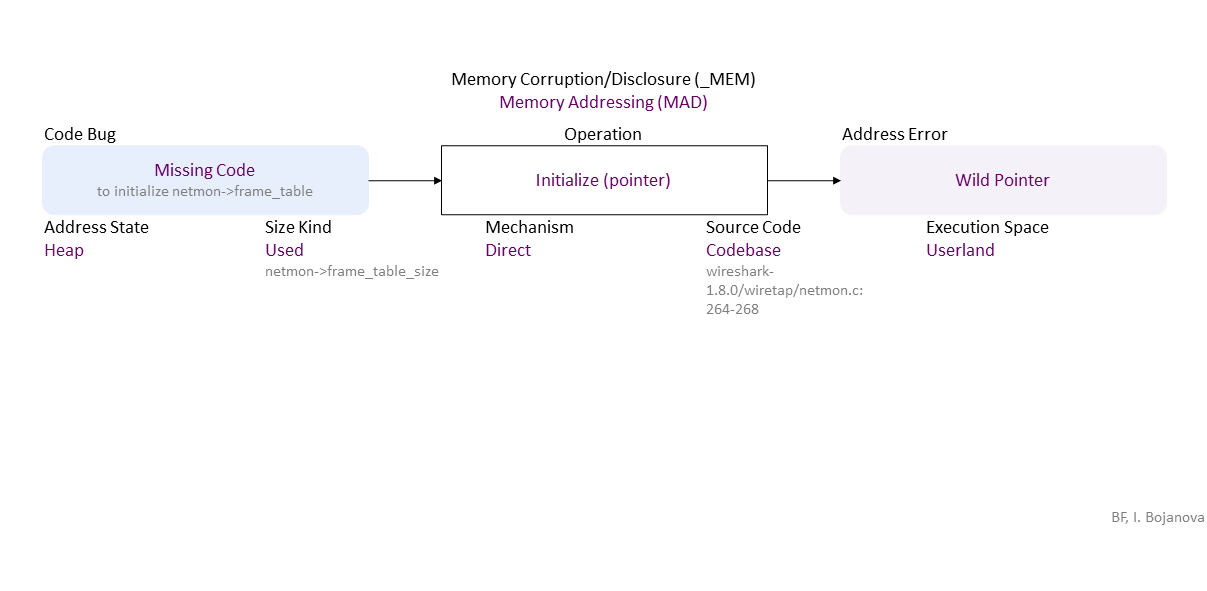 Memory Corruption/Disclosure (_MEM)
Memory Addressing (MAD)
Code Bug
Operation
Address Error
Missing Code
to initialize netmon->frame_table
Initialize (pointer)
Wild Pointer
Address State
Heap
Size Kind
Used
netmon->frame_table_size
Mechanism
Direct
Source Code
Codebase
wireshark-
1.8.0/wiretap/netmon.c:
264-268
Execution Space
Userland
BF, I. Bojanova